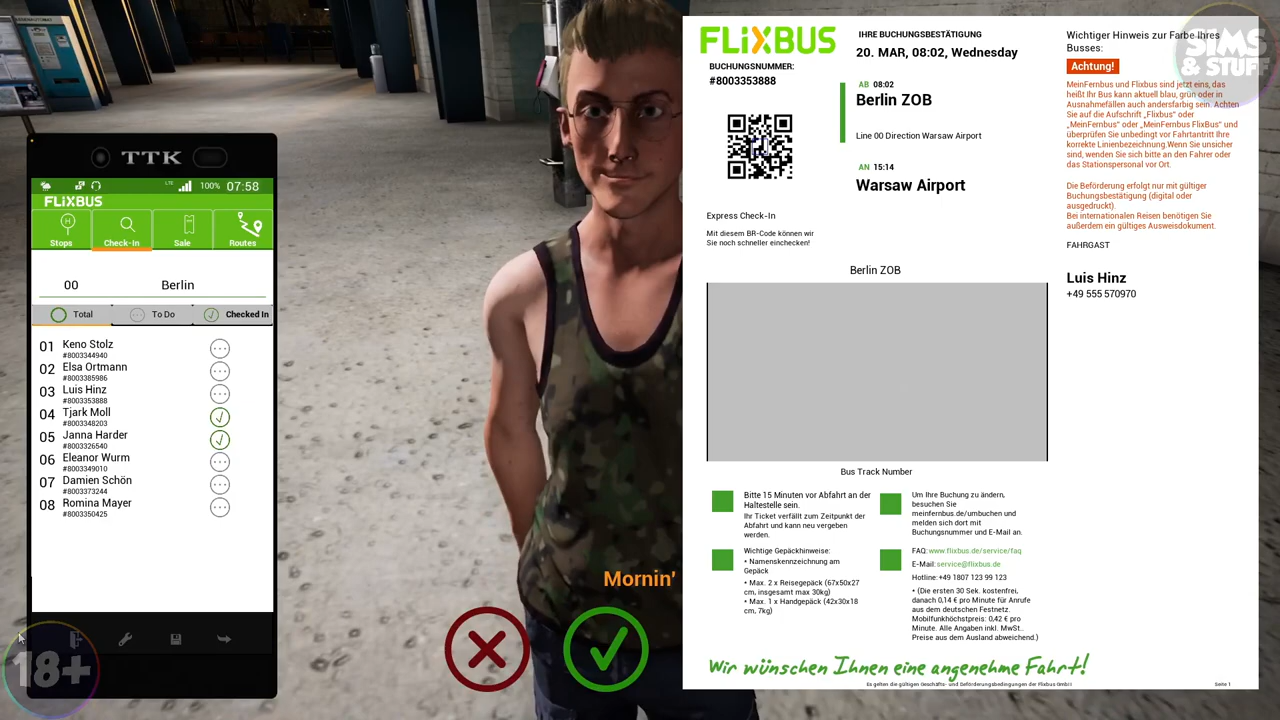 TTK
LTE
100%
07:58
FLiXBUS
Stops
Check-In
Sale
Routes
00
Berlin
Total
To Do
Checked In
01 Keno Stolz
#8003344940
02 Elsa Ortmann
#8003385986
03 Luis Hinz
#8003353888
04 Tjark Moll
#8003348203
05 Janna Harder
#8003326540
06 Eleanor Wurm
#8003349010
07 Damien Schön
#8003373244
08 Romina Mayer
#8003350425
18+
Mornin'
FLiXBUS
BUCHUNGSNUMMER:
#8003353888
Express Check-In
Mit diesem BR-Code können wir
Sie noch schneller einchecken!
IHRE BUCHUNGSBESTÄTIGUNG
20. MAR, 08:02, Wednesday
AB 08:02
Berlin ZOB
Line 00 Direction Warsaw Airport
AN 15:14
Warsaw Airport
Berlin ZOB
Bus Track Number
Bitte 15 Minuten vor Abfahrt an der
Haltestelle sein.
Ihr Ticket verfällt zum Zeitpunkt der
Abfahrt und kann neu vergeben
werden.
Wichtige Gepäckhinweise:
• Namenskennzeichnung am
Gepäck
• Max. 2 x Reisegepäck (67x50x27
cm, insgesamt max 30kg)
• Max. 1 x Handgepäck (42x30x18
cm, 7kg)
Um Ihre Buchung zu ändern,
besuchen Sie
meinfernbus.de/umbuchen und
melden sich dort mit
Buchungsnummer und E-Mail an.
FAQ: www.flixbus.de/service/faq
E-Mail: service@flixbus.de
Hotline: +49 1807 123 99 123
* (Die ersten 30 Sek. kostenfrei,
danach 0,14 € pro Minute für Anrufe
aus dem deutschen Festnetz.
Mobilfunkhöchstpreis: 0,42 € pro
Minute. Alle Angaben inkl. MwSt..
Preise aus dem Ausland abweichend.)
Wir wünschen Ihnen eine angenehme Fahrt!
Es gelten die gültigen Geschäfts- und Beförderungsbedingungen der Flixbus GmbH
Serie 1
Wichtiger Hinweis zur Farbe Ihres
Busses:
Achtung!
MeinFernbus und Flixbus sind jetzt eins, das
heißt Ihr Bus kann aktuell blau, grün oder in
Ausnahmefällen auch andersfarbig sein. Achten
Sie auf die Aufschrift „Flixbus" oder
„MeinFernbus" oder „MeinFernbus FlixBus" und
überprüfen Sie unbedingt vor Fahrtantritt Ihre
korrekte Linienbezeichnung.Wenn Sie unsicher
sind, wenden Sie sich bitte an den Fahrer oder
das Stationspersonal vor Ort.
Die Beförderung erfolgt nur mit gültiger
Buchungsbestätigung (digital oder
ausgedruckt).
Bei internationalen Reisen benötigen Sie
außerdem ein gültiges Ausweisdokument.
FAHRGAST
Luis Hinz
+49 555 570970
SIMS
& STUFF